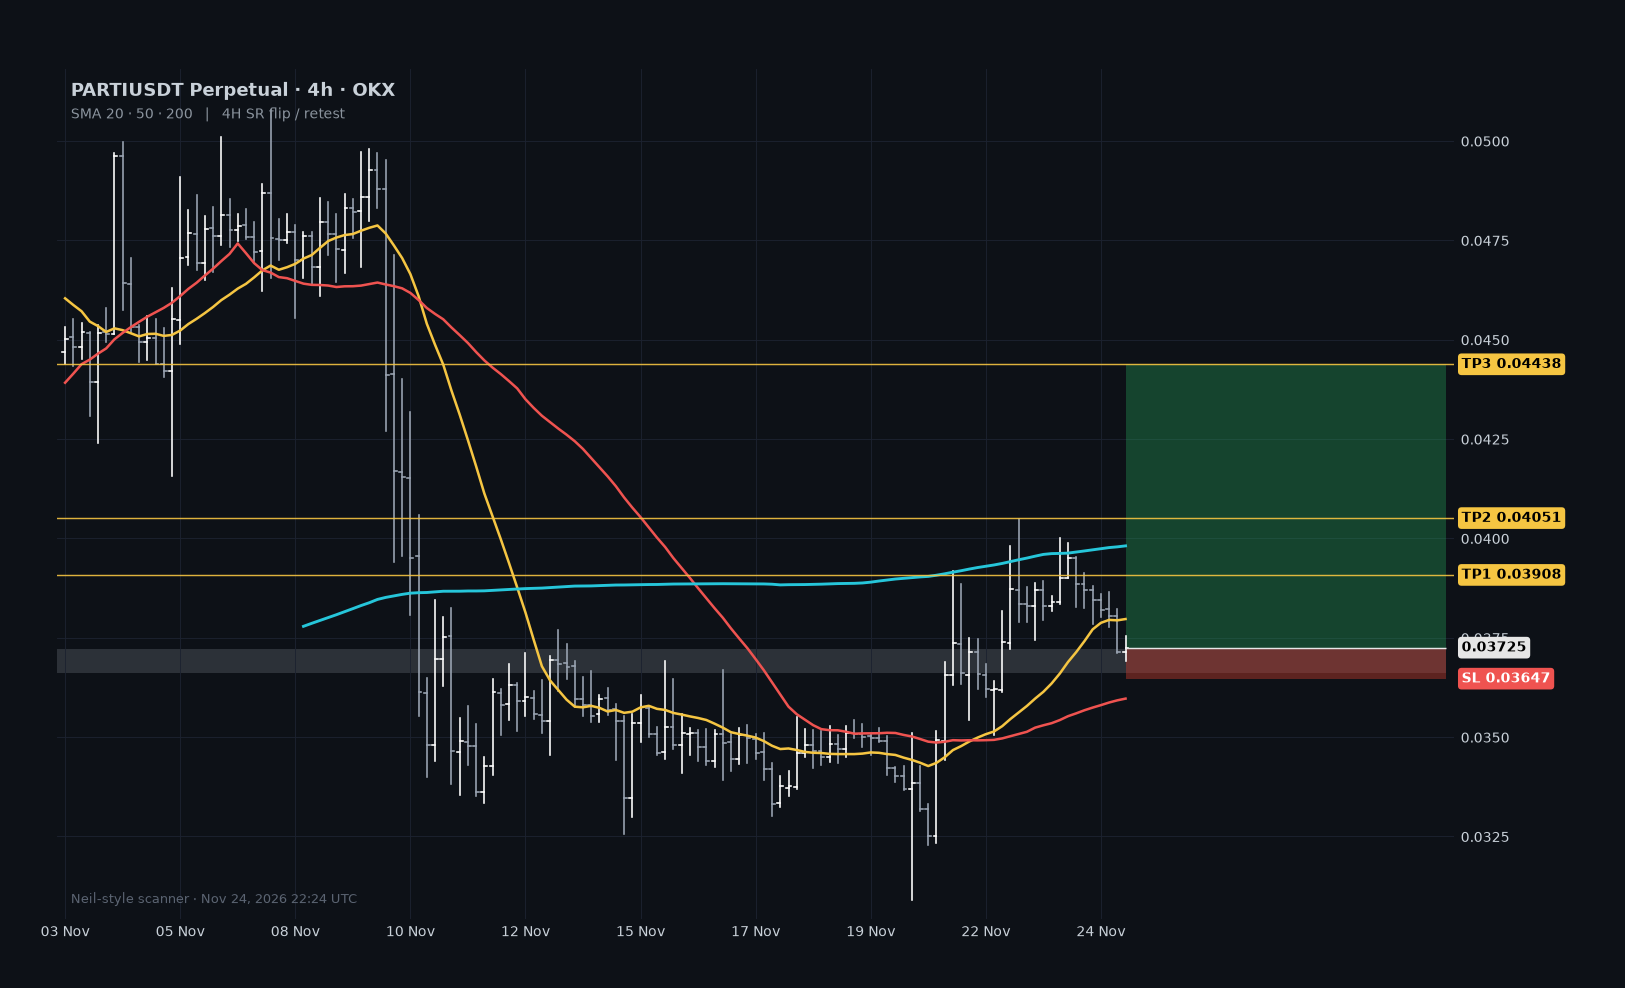 PARTIUSDT Perpetual · 4h · OKX
SMA 20 · 50 · 200 | 4H SR flip / retest
0.0500
0.0475
0.0450
TP3 0.04438
0.0425
TP2 0.04051
0.0400
TP1 0.03908
0.0375
0.03725
SL 0.03647
0.0350
0.0325
Neil-style scanner · Nov 24, 2026 22:24 UTC
03 Nov 05 Nov 08 Nov 10 Nov 12 Nov 15 Nov 17 Nov 19 Nov 22 Nov 24 Nov